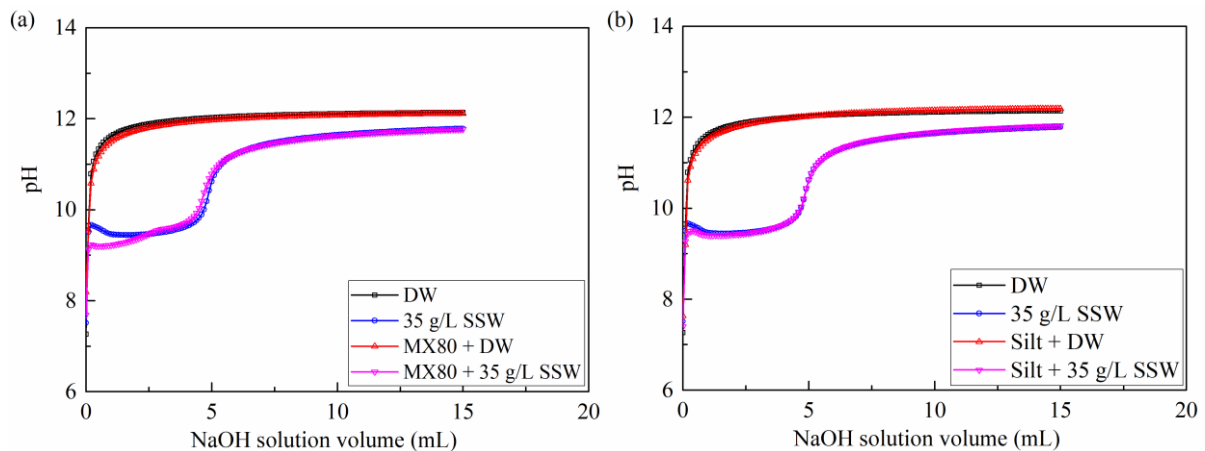 (a)
14
12
10
8
6
pH
DW
35 g/L SSW
MX80 + DW
MX80 + 35 g/L SSW
0
5
10
15
20
NaOH solution volume (mL)
(b)
14
12
10
8
6
pH
DW
35 g/L SSW
Silt + DW
Silt + 35 g/L SSW
0
5
10
15
20
NaOH solution volume (mL)